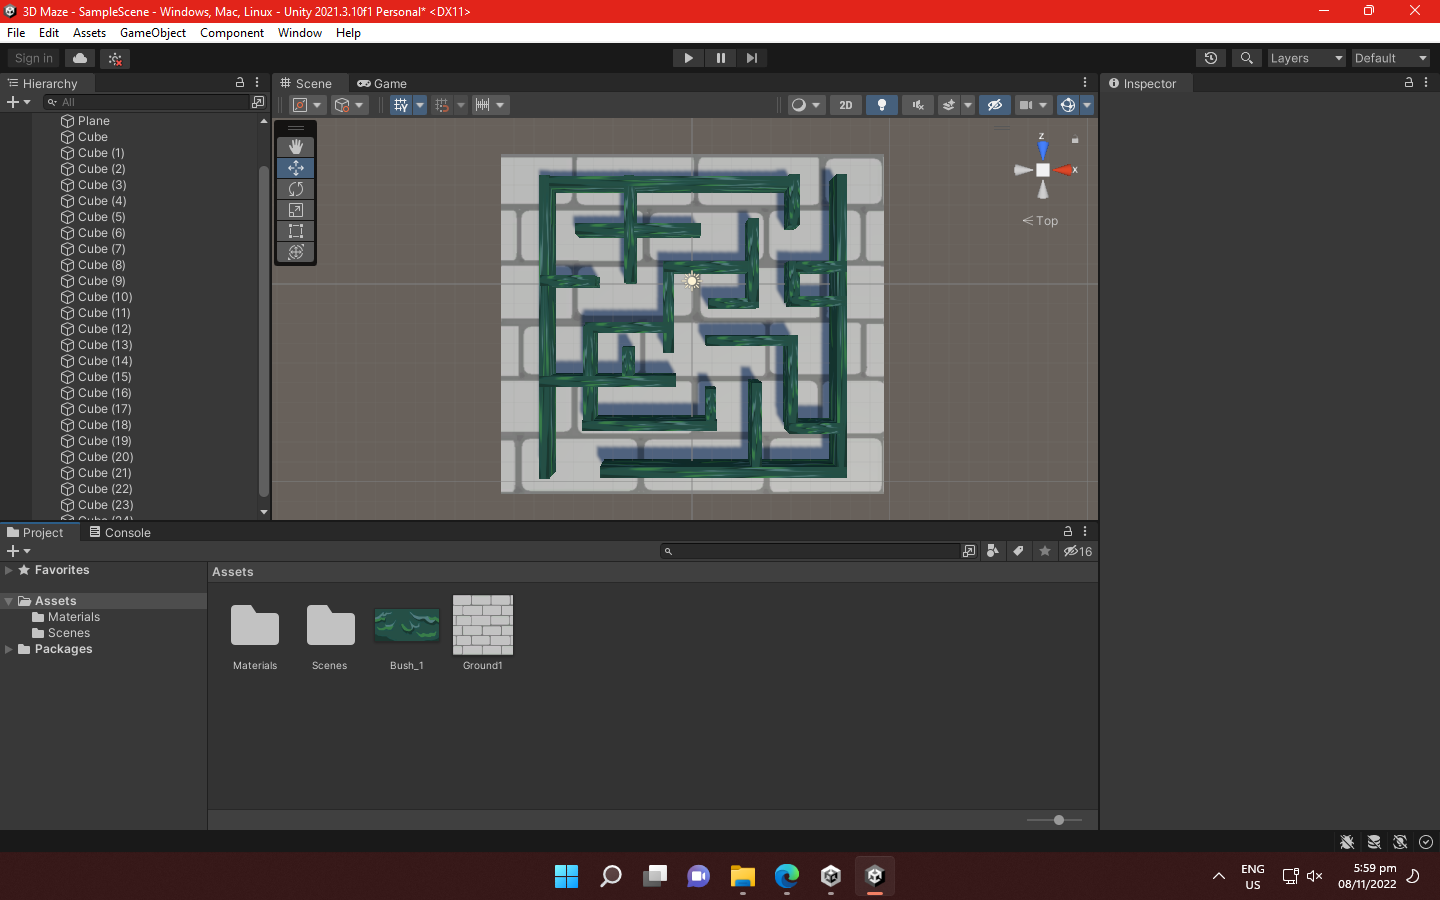 3D Maze - SampleScene - Windows, Mac, Linux - Unity 2021.3.10f1 Personal* <DX11>
File Edit Assets GameObject Component Window Help
Sign in
Layers Default
Hierarchy
Scene Game
Inspector
All
2D
Plane
Cube
Cube (1)
Cube (2)
Cube (3)
Cube (4)
Cube (5)
Cube (6)
Cube (7)
Cube (8)
Cube (9)
Cube (10)
Cube (11)
Cube (12)
Cube (13)
Cube (14)
Cube (15)
Cube (16)
Cube (17)
Cube (18)
Cube (19)
Cube (20)
Cube (21)
Cube (22)
Cube (23)
Cube (24)
z
x
< Top
Project Console
16
Favorites
Assets
Materials
Scenes
Packages
Assets
Materials Scenes Bush_1 Ground1
ENG
US
5:59 pm
08/11/2022